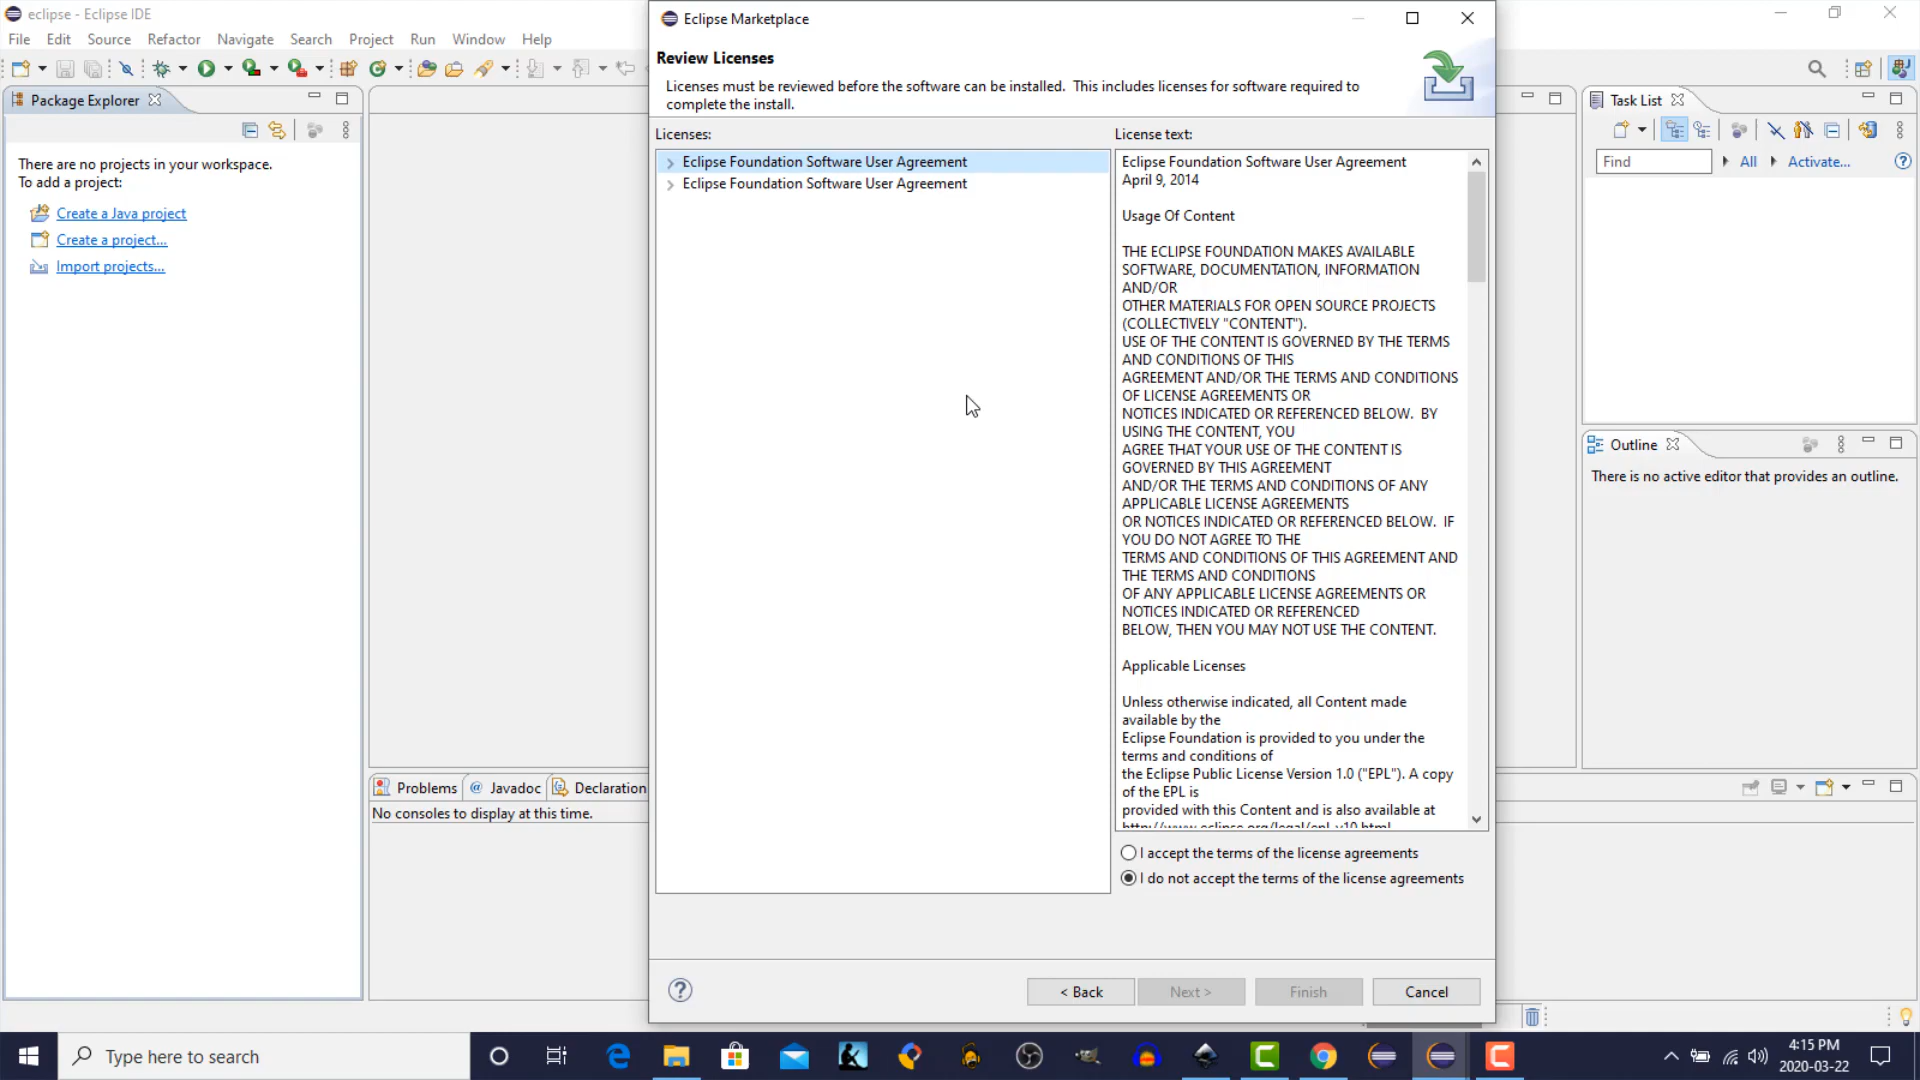 eclipse - Eclipse IDE
File Edit Source Refactor Navigate Search Project Run Window Help
Package Explorer
There are no projects in your workspace.
To add a project:
Create a Java project
Create a project...
Import projects...
Eclipse Marketplace
Review Licenses
Licenses must be reviewed before the software can be installed.  This includes licenses for software required to
complete the install.
Licenses:
Eclipse Foundation Software User Agreement
Eclipse Foundation Software User Agreement
License text:
Eclipse Foundation Software User Agreement
April 9, 2014
Usage Of Content
THE ECLIPSE FOUNDATION MAKES AVAILABLE
SOFTWARE, DOCUMENTATION, INFORMATION
AND/OR
OTHER MATERIALS FOR OPEN SOURCE PROJECTS
(COLLECTIVELY "CONTENT").
USE OF THE CONTENT IS GOVERNED BY THE TERMS
AND CONDITIONS OF THIS
AGREEMENT AND/OR THE TERMS AND CONDITIONS
OF LICENSE AGREEMENTS OR
NOTICES INDICATED OR REFERENCED BELOW.  BY
USING THE CONTENT, YOU
AGREE THAT YOUR USE OF THE CONTENT IS
GOVERNED BY THIS AGREEMENT
AND/OR THE TERMS AND CONDITIONS OF ANY
APPLICABLE LICENSE AGREEMENTS
OR NOTICES INDICATED OR REFERENCED BELOW.  IF
YOU DO NOT AGREE TO THE
TERMS AND CONDITIONS OF THIS AGREEMENT AND
THE TERMS AND CONDITIONS
OF ANY APPLICABLE LICENSE AGREEMENTS OR
NOTICES INDICATED OR REFERENCED
BELOW, THEN YOU MAY NOT USE THE CONTENT.
Applicable Licenses
Unless otherwise indicated, all Content made
available by the
Eclipse Foundation is provided to you under the
terms and conditions of
the Eclipse Public License Version 1.0 ("EPL"). A copy
of the EPL is
provided with this Content and is also available at
http://www.eclipse.org/legal/epl-v10.html
I accept the terms of the license agreements
I do not accept the terms of the license agreements
< Back Next > Finish Cancel
Task List
Find All Activate...
Outline
There is no active editor that provides an outline.
Problems @ Javadoc Declaration
No consoles to display at this time.
Type here to search
4:15 PM
2020-03-22